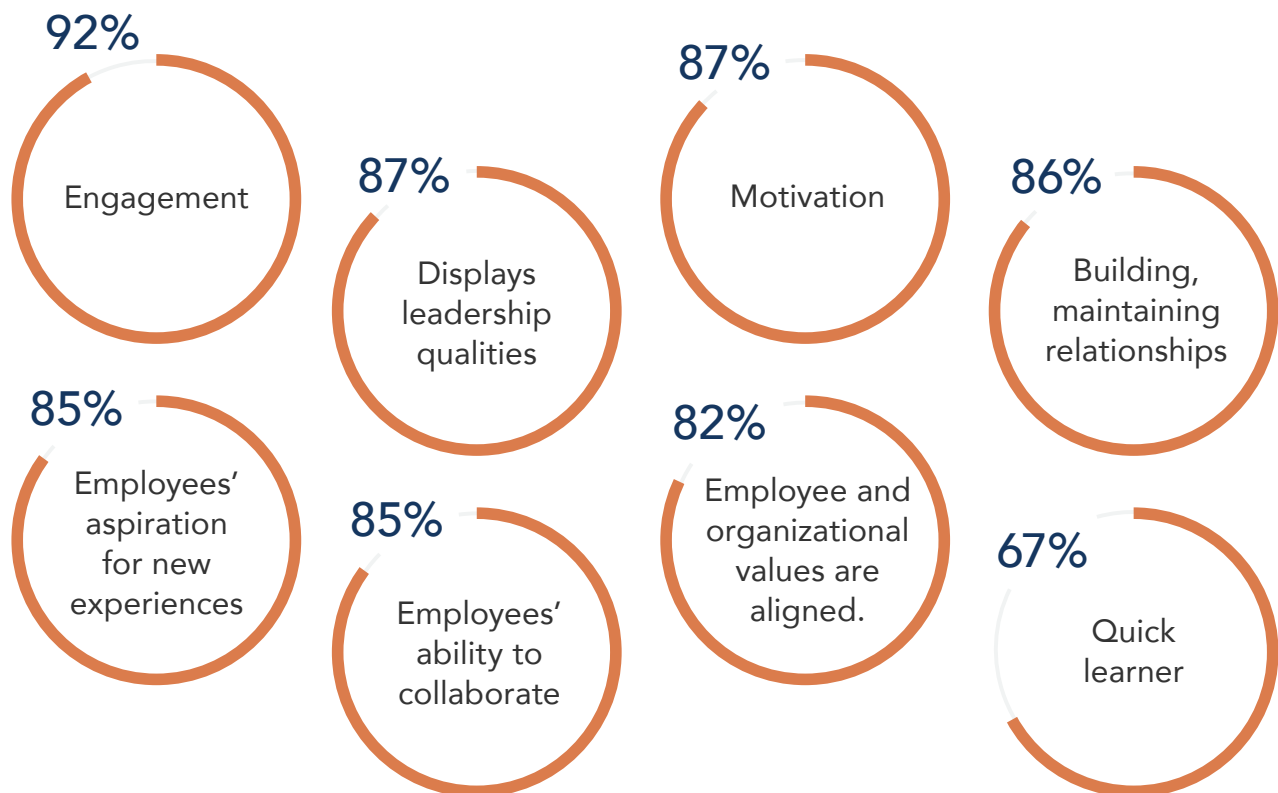 92%
Engagement
87%
Displays
leadership
qualities
87%
Motivation
86%
Building,
maintaining
relationships
85%
Employees’
aspiration
for new
experiences
85%
Employees’
ability to
collaborate
82%
Employee and
organizational
values are
aligned.
67%
Quick
learner